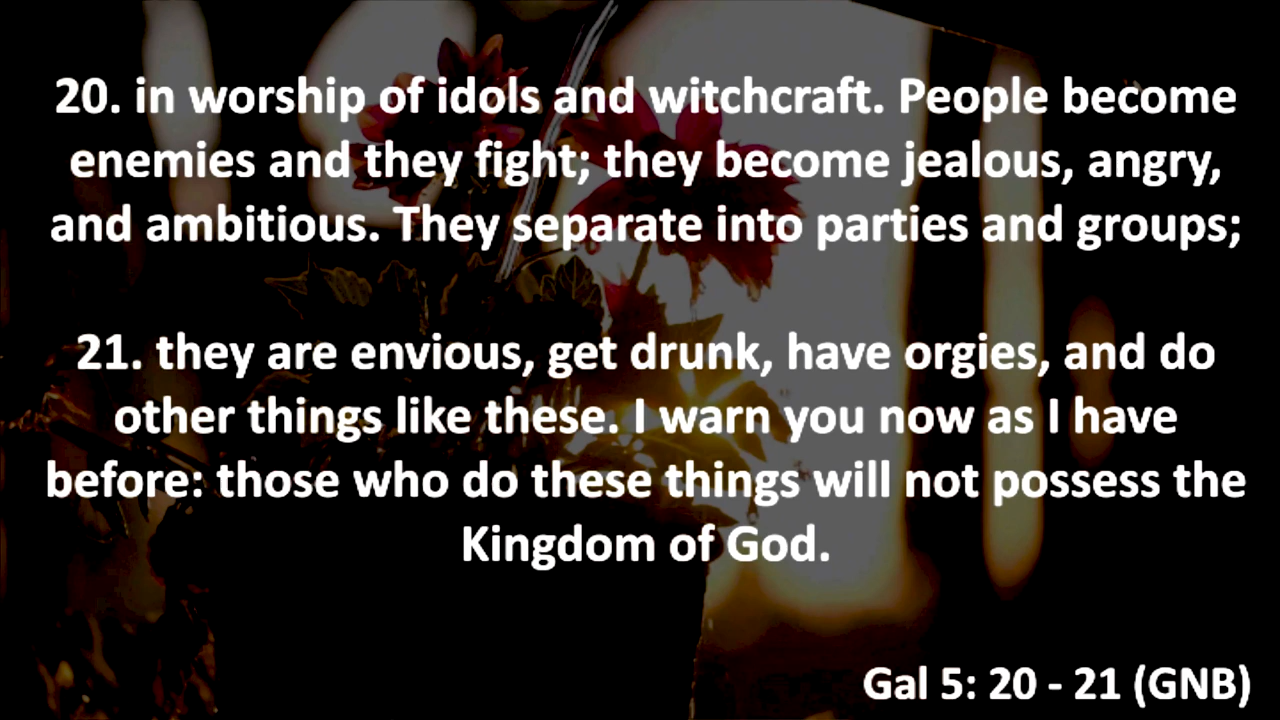 20. in worship of idols and witchcraft. People become
enemies and they fight; they become jealous, angry,
and ambitious. They separate into parties and groups;
21. they are envious, get drunk, have orgies, and do
other things like these. I warn you now as I have
before: those who do these things will not possess the
Kingdom of God.
Gal 5: 20 - 21 (GNB)